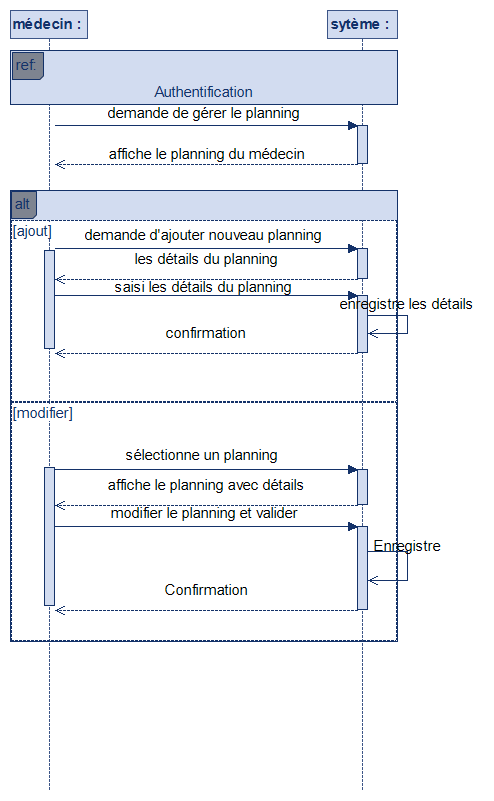 médecin :
sytème :
ref:
Authentification
demande de gérer le planning
affiche le planning du médecin
alt
[ajout]
demande d'ajouter nouveau planning
les détails du planning
saisi les détails du planning
enregistre les détails
confirmation
[modifier]
sélectionne un planning
affiche le planning avec détails
modifier le planning et valider
Enregistre
Confirmation